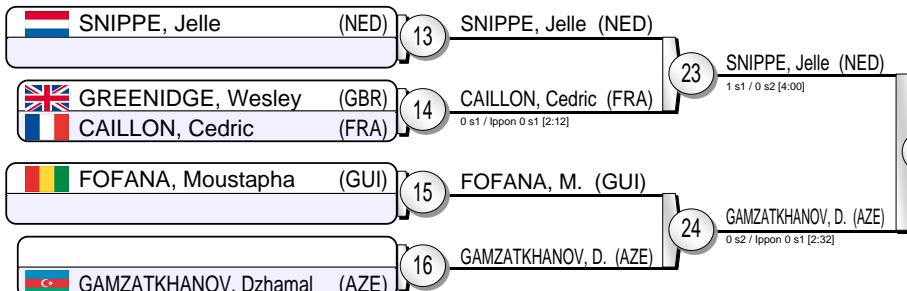 SNIPPE, Jelle (NED)
13
SNIPPE, Jelle (NED)
23
SNIPPE, Jelle (NED)
1 s1 / 0 s2 [4:00]
GREENIDGE, Wesley (GBR)
CAILLON, Cedric (FRA)
14
CAILLON, Cedric (FRA)
0 s1 / Ippon 0 s1 [2:12]
FOFANA, Moustapha (GUI)
15
FOFANA, M. (GUI)
24
GAMZATKHANOV, D. (AZE)
0 s2 / Ippon 0 s1 [2:32]
GAMZATKHANOV, Dzhamal (AZE)
16
GAMZATKHANOV, D. (AZE)